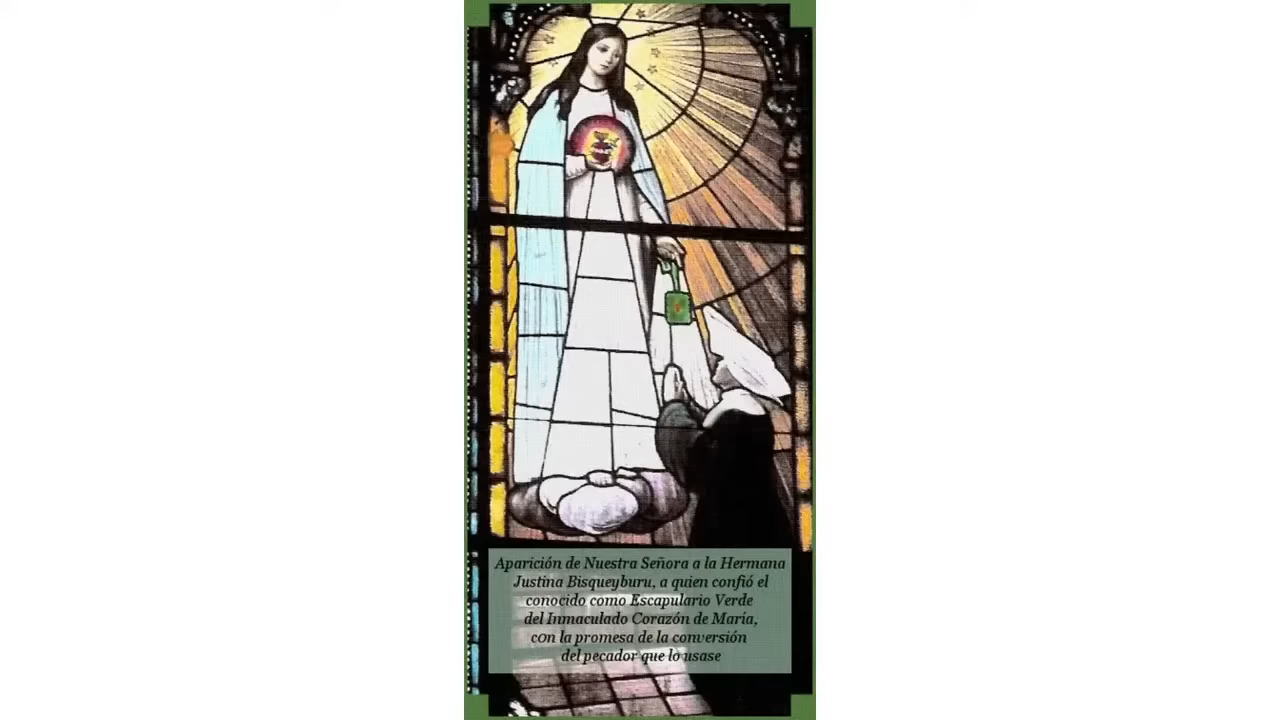 Aparición de Nuestra Señora a la Hermana
Justina Bisqueyburu, a quien confió el
conocido como Escapulario Verde
del Inmaculado Corazón de María,
c0n la promesa de la conversión
del pecador que lo usase